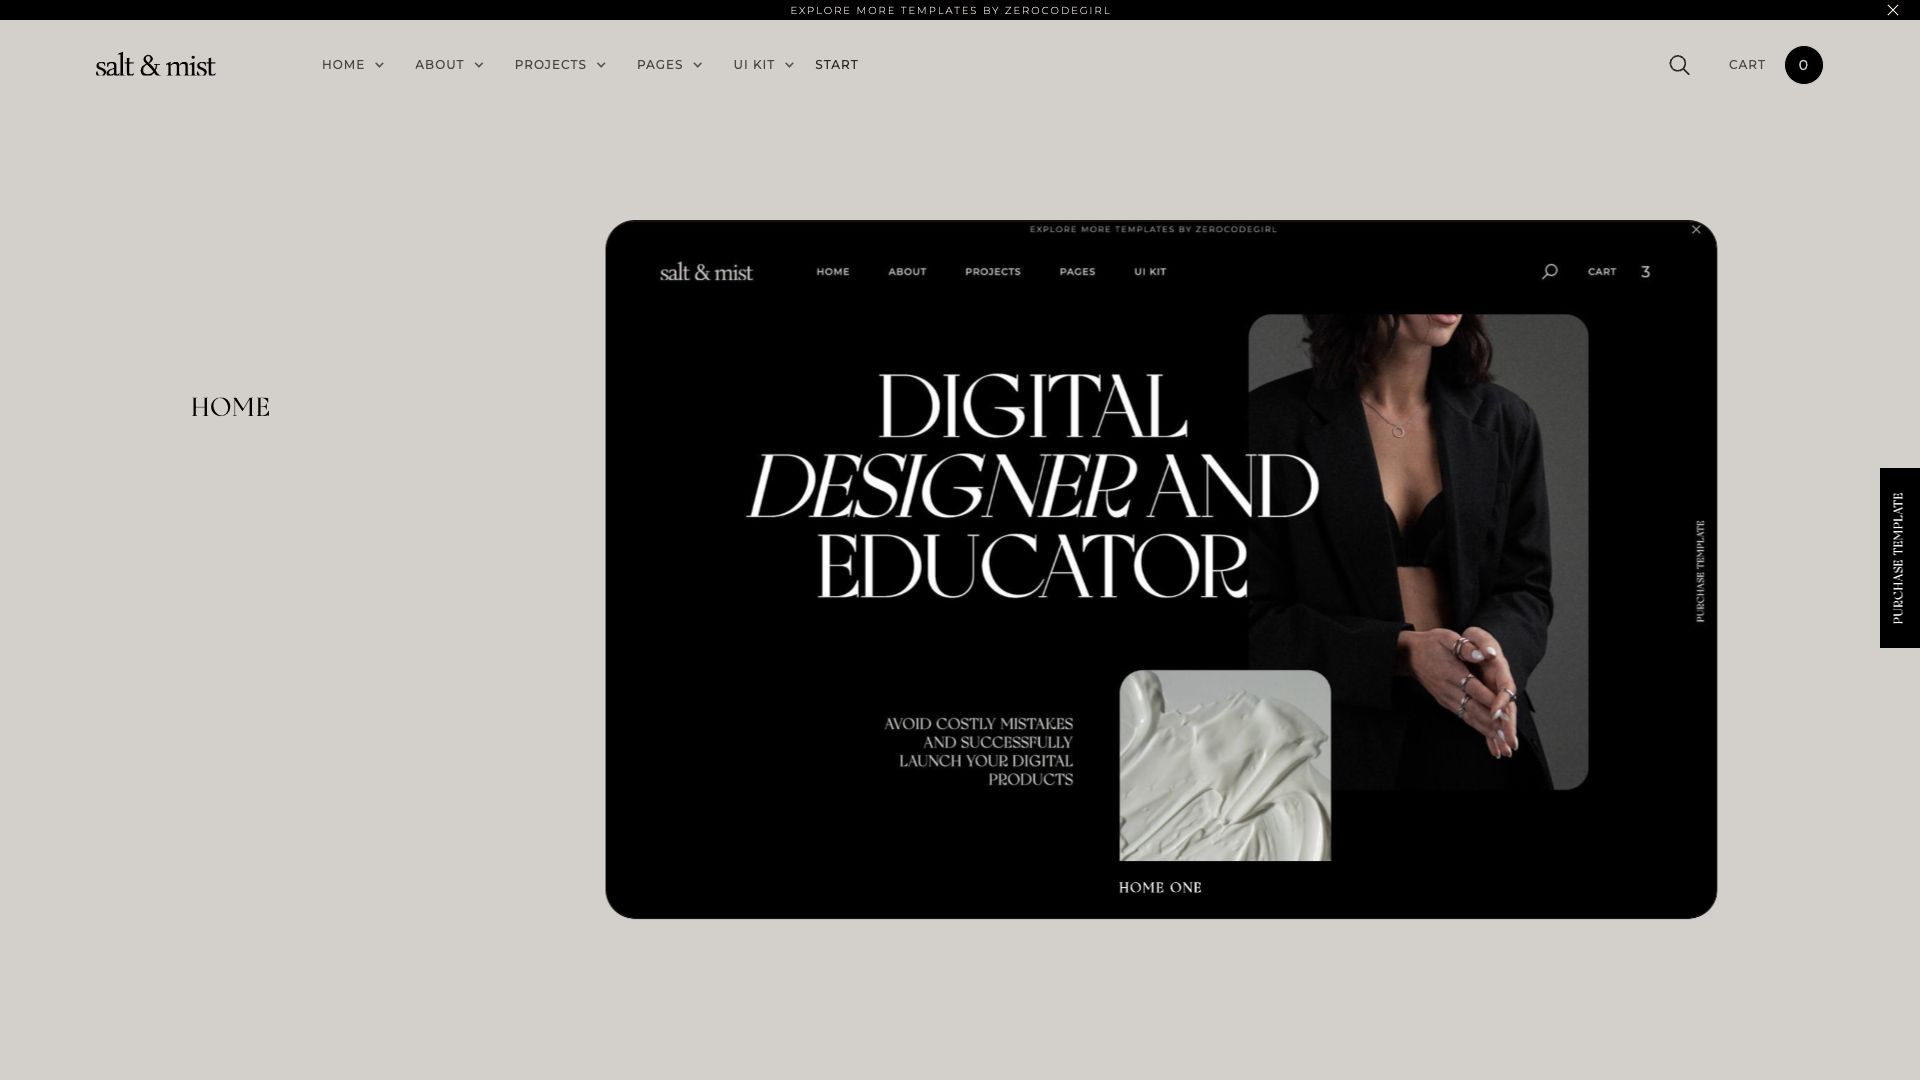 EXPLORE MORE TEMPLATES BY ZEROCODEGIRL
salt & mist
HOME
ABOUT
PROJECTS
PAGES
UI KIT
START
CART
0
HOME
EXPLORE MORE TEMPLATES BY ZEROCODEGIRL
salt & mist
HOME
ABOUT
PROJECTS
PAGES
UI KIT
CART
3
DIGITAL
DESIGNER AND
EDUCATOR
AVOID COSTLY MISTAKES
AND SUCCESSFULLY
LAUNCH YOUR DIGITAL
PRODUCTS
HOME ONE
PURCHASE TEMPLATE
PURCHASE TEMPLATE